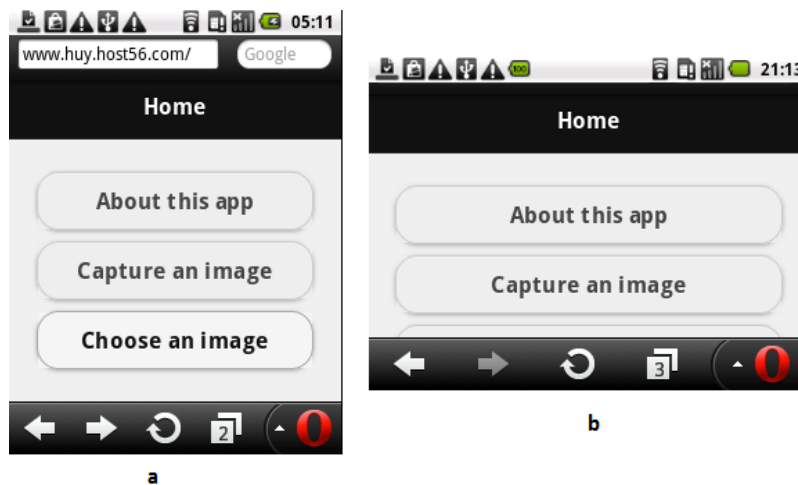 05:11
www.huy.host56.com/ Google
Home
About this app
Capture an image
Choose an image
2
a
100 21:13
Home
About this app
Capture an image
3
b